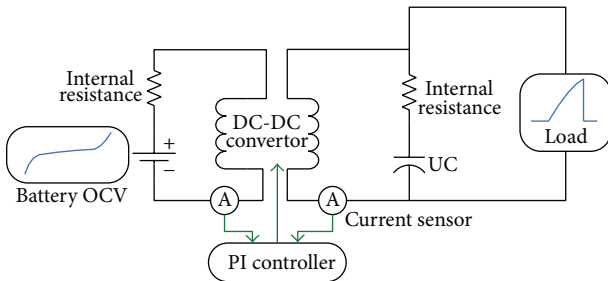 Internal
resistance
+
−
Battery OCV
DC-DC
convertor
A
A
Current sensor
PI controller
Internal
resistance
UC
Load